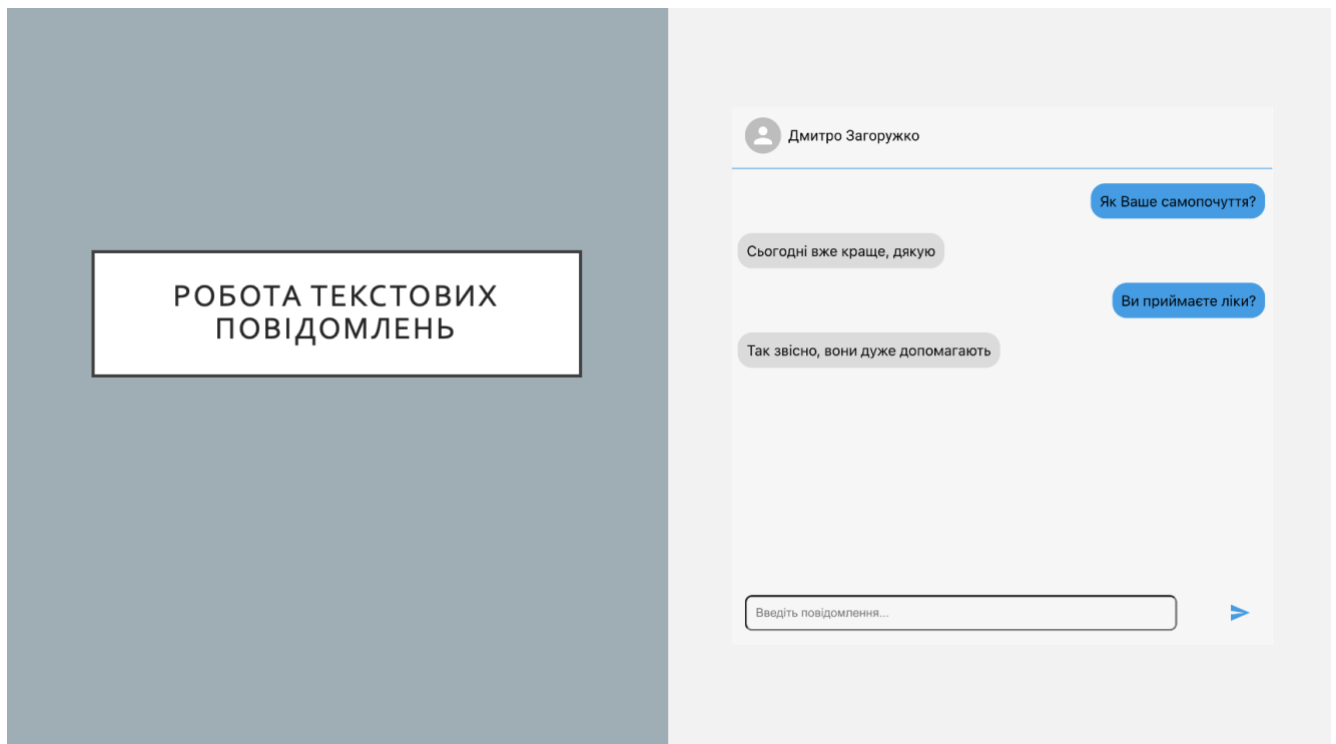 РОБОТА ТЕКСТОВИХ
ПОВІДОМЛЕНЬ
Дмитро Загоружко
Як Ваше самопочуття?
Сьогодні вже краще, дякую
Ви приймаєте ліки?
Так звісно, вони дуже допомагають
Введіть повідомлення...